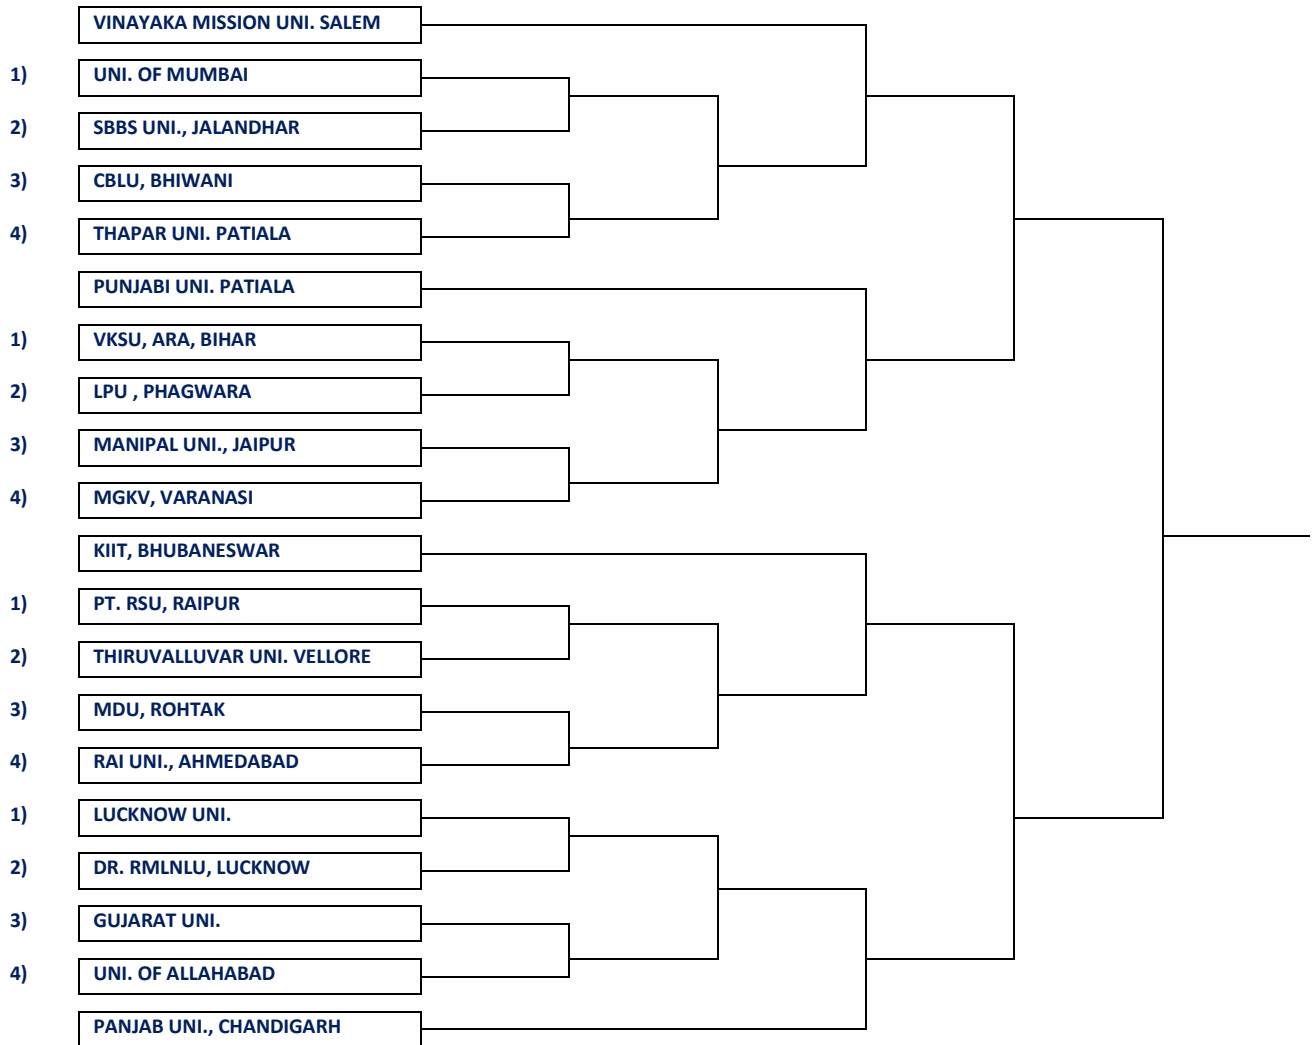 VINAYAKA MISSION UNI. SALEM
1) UNI. OF MUMBAI
2) SBBS UNI., JALANDHAR
3) CBLU, BHIWANI
4) THAPAR UNI. PATIALA
PUNJABI UNI. PATIALA
1) VKSU, ARA, BIHAR
2) LPU , PHAGWARA
3) MANIPAL UNI., JAIPUR
4) MGKV, VARANASI
KIIT, BHUBANESWAR
1) PT. RSU, RAIPUR
2) THIRUVALLUVAR UNI. VELLORE
3) MDU, ROHTAK
4) RAI UNI., AHMEDABAD
1) LUCKNOW UNI.
2) DR. RMLNLU, LUCKNOW
3) GUJARAT UNI.
4) UNI. OF ALLAHABAD
PANJAB UNI., CHANDIGARH